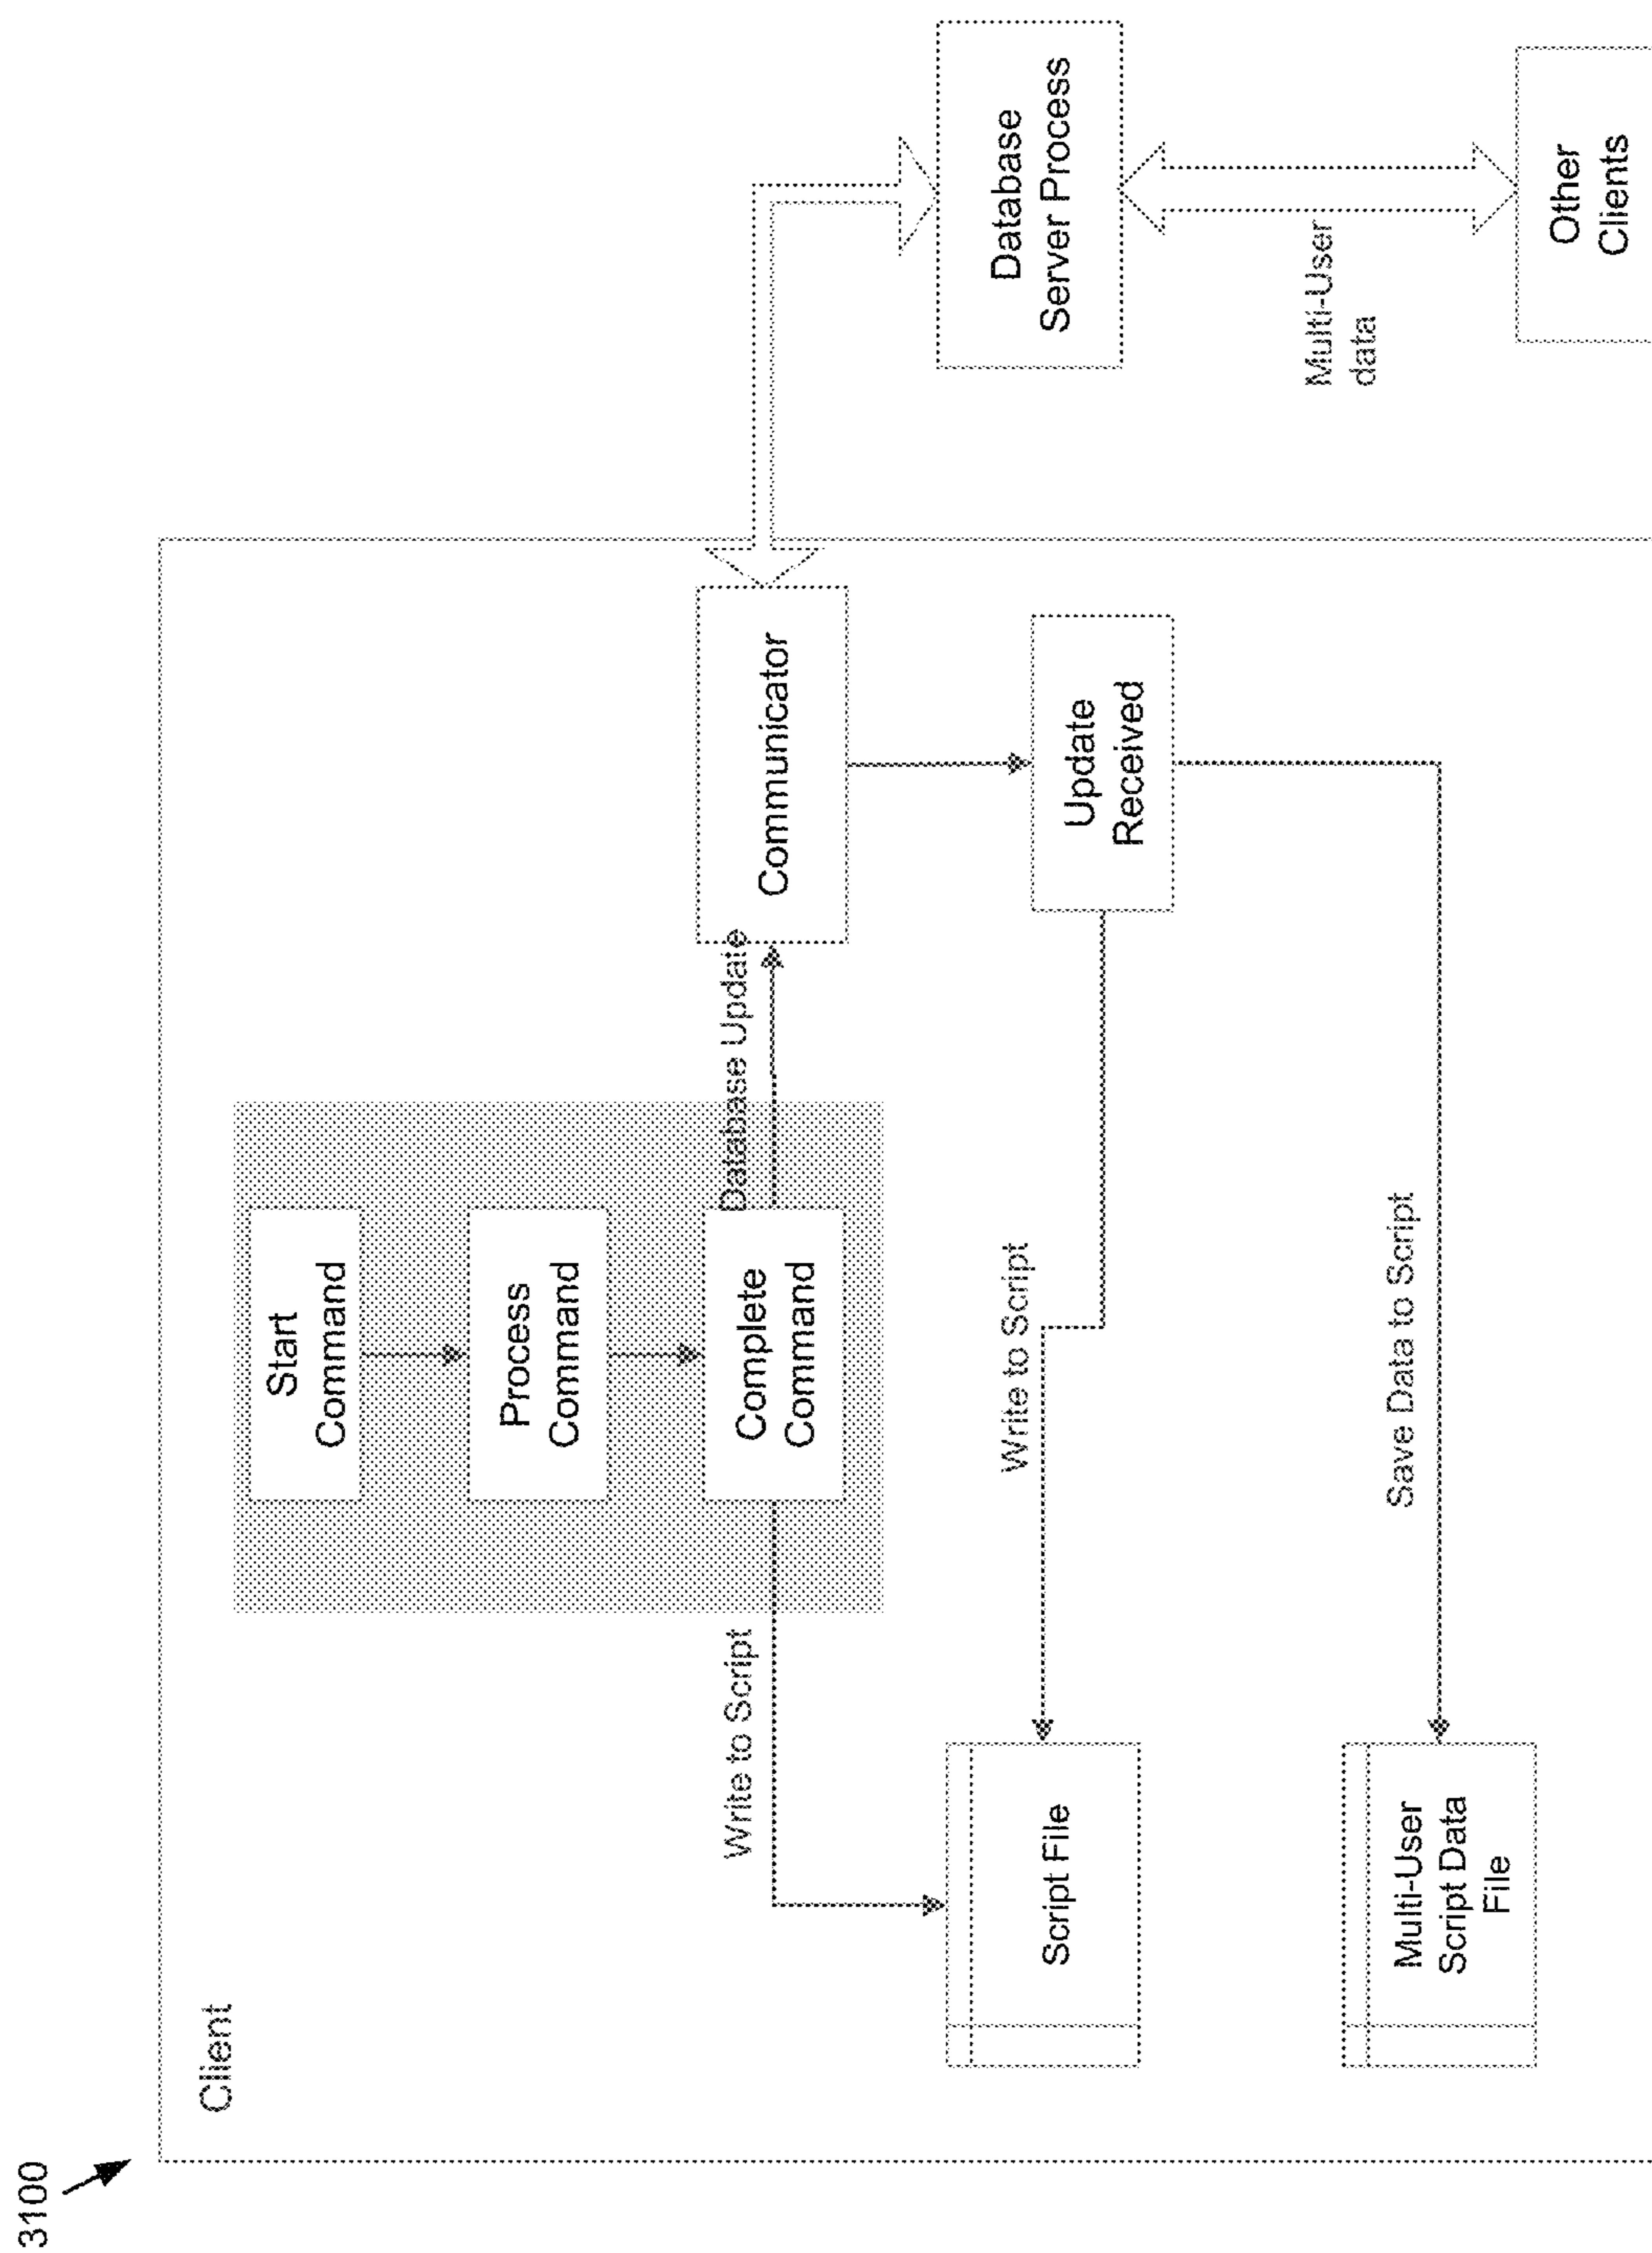 3100
Client
Start
Command
Process
Command
Complete
Command
Write to Script
Database Update
Communicator
Database
Server Process
Update
Received
Write to Script
Script File
Multi-User
data
Save Data to Script
Multi-User
Script Data
File
Other
Clients